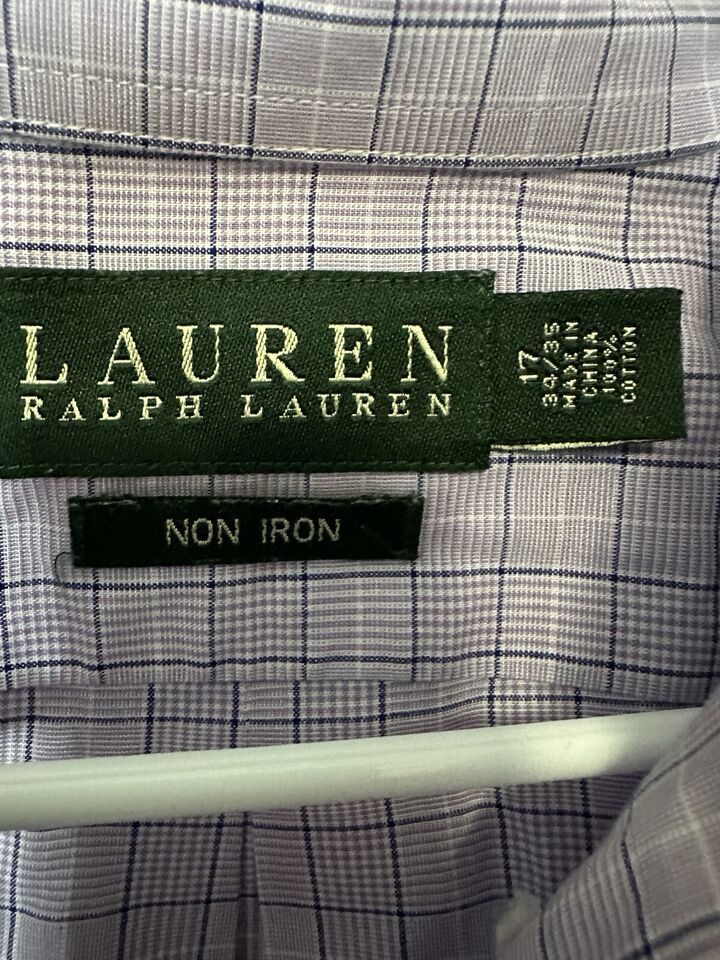 LAUREN
RALPH LAUREN
17
34/35
MADE IN
CHINA
100%
COTTON
NON IRON